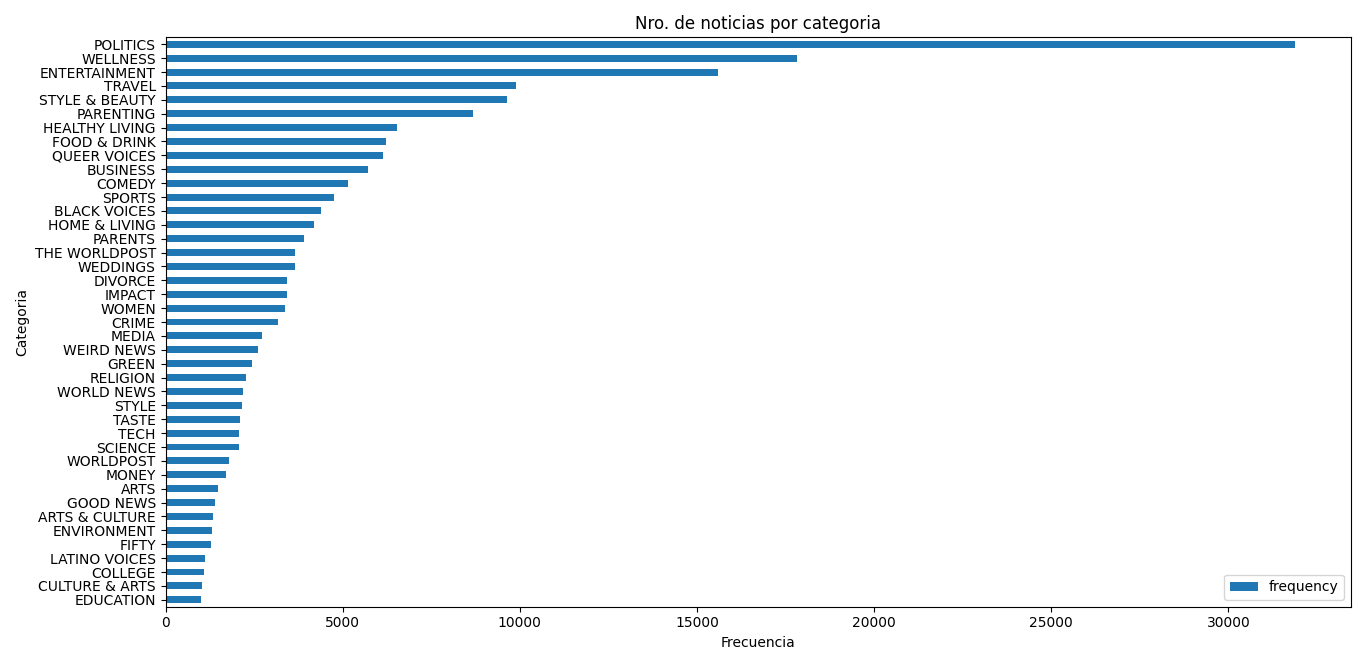 Nro. de noticias por categoria
POLITICS
WELLNESS
ENTERTAINMENT
TRAVEL
STYLE & BEAUTY
PARENTING
HEALTHY LIVING
FOOD & DRINK
QUEER VOICES
BUSINESS
COMEDY
SPORTS
BLACK VOICES
HOME & LIVING
PARENTS
THE WORLDPOST
WEDDINGS
DIVORCE
IMPACT
WOMEN
CRIME
MEDIA
WEIRD NEWS
GREEN
RELIGION
WORLD NEWS
STYLE
TASTE
TECH
SCIENCE
WORLDPOST
MONEY
ARTS
GOOD NEWS
ARTS & CULTURE
ENVIRONMENT
FIFTY
LATINO VOICES
COLLEGE
CULTURE & ARTS
EDUCATION
Categoria
frequency
0 5000 10000 15000 20000 25000 30000
Frecuencia